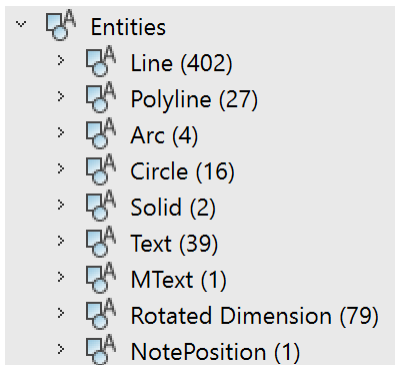 Entities
Line (402)
Polyline (27)
Arc (4)
Circle (16)
Solid (2)
Text (39)
MText (1)
Rotated Dimension (79)
NotePosition (1)